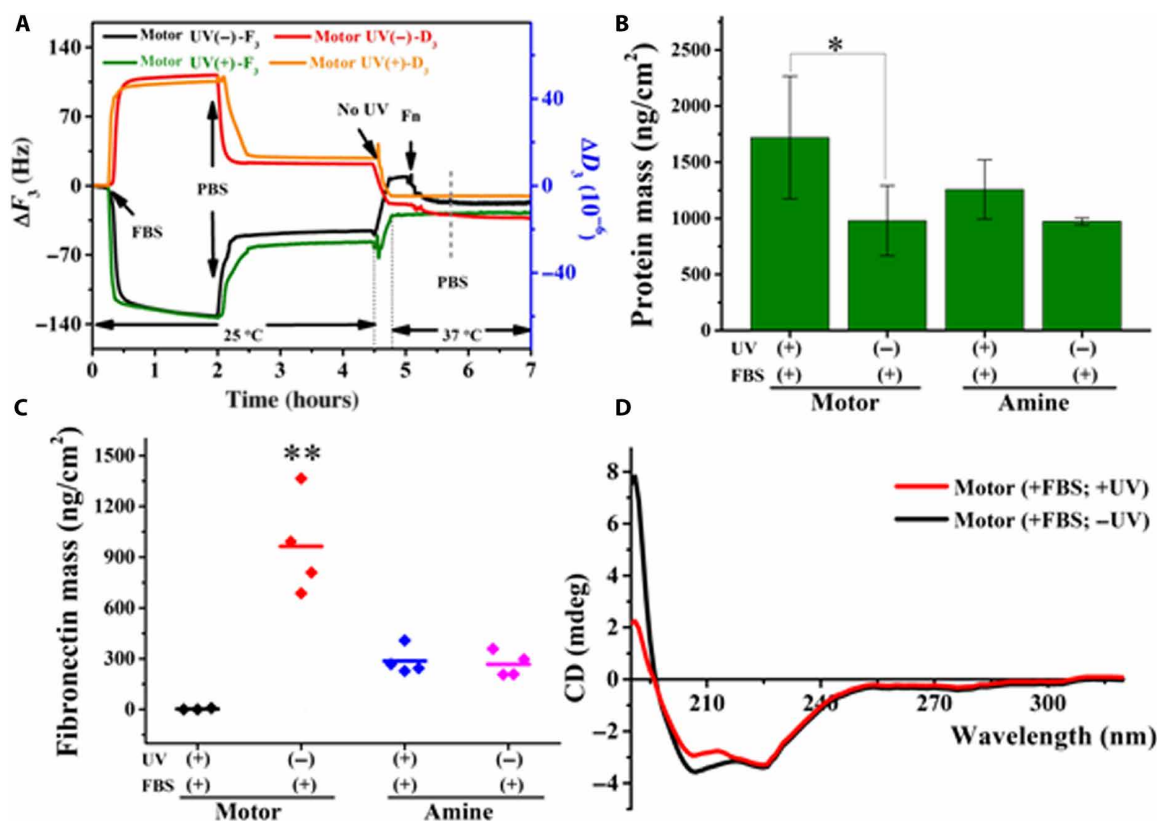 A
Motor UV(−)-F3 Motor UV(−)-D3
Motor UV(+)-F3 Motor UV(+)-D3
140
70
0
−70
−140
ΔF3 (Hz)
40
0
−40
ΔD3 (10−6)
FBS
PBS
No UV
Fn
PBS
25 °C
37 °C
0 1 2 3 4 5 6 7
Time (hours)
B
2500
2000
1500
1250
1000
500
0
Protein mass (ng/cm2)
*
UV (+) (−) (+) (−)
FBS (+) (+) (+) (+)
Motor Amine
C
1500
1200
900
600
300
0
Fibronectin mass (ng/cm2)
**
UV (+) (−) (+) (−)
FBS (+) (+) (+) (+)
Motor Amine
D
8
6
4
2
0
−2
−4
CD (mdeg)
Motor (+FBS; +UV)
Motor (+FBS; −UV)
210 240 270 300
Wavelength (nm)